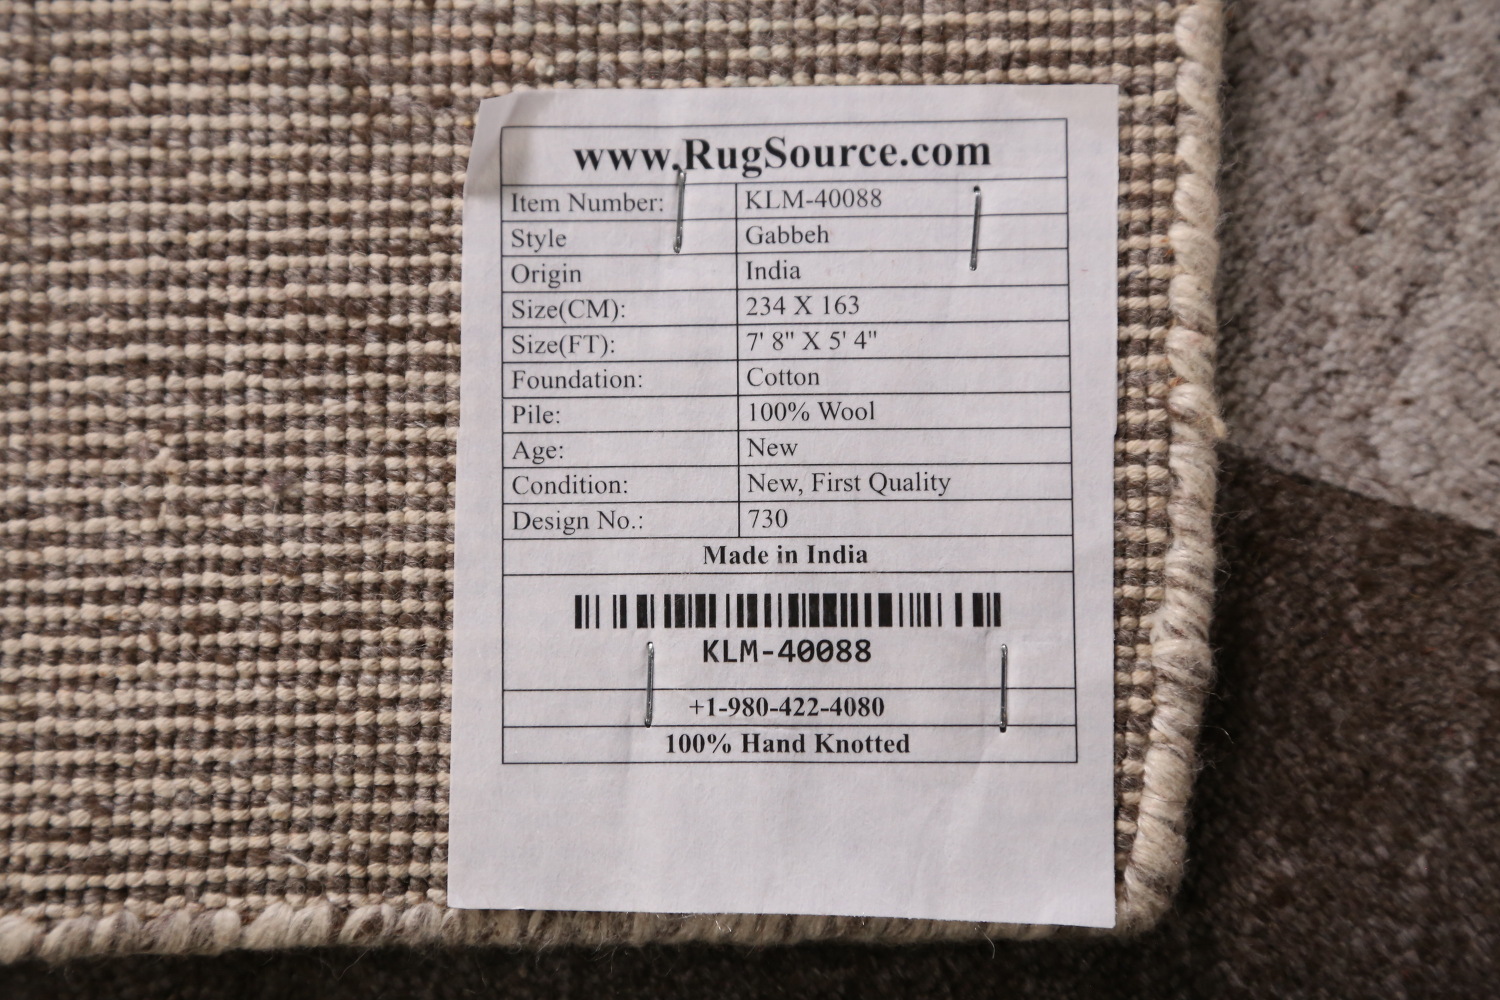 www.RugSource.com
Item Number: KLM-40088
Style Gabbeh
Origin India
Size(CM): 234 X 163
Size(FT): 7' 8" X 5' 4"
Foundation: Cotton
Pile: 100% Wool
Age: New
Condition: New, First Quality
Design No.: 730
Made in India
KLM-40088
+1-980-422-4080
100% Hand Knotted